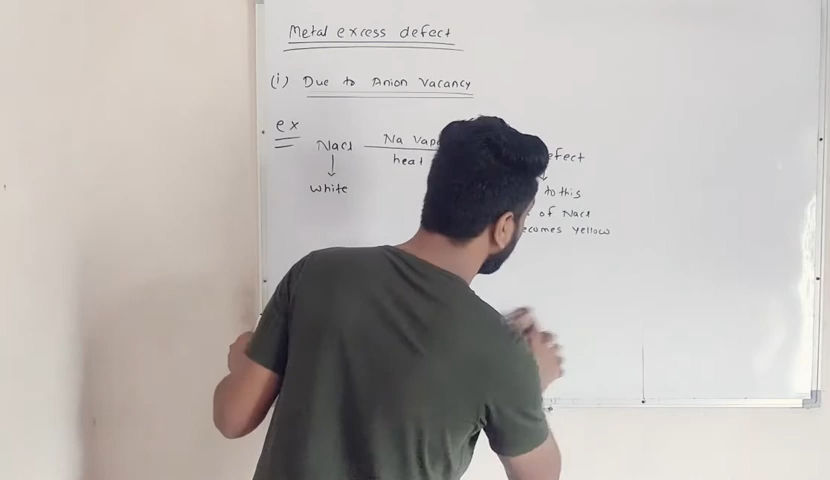 Metal excess defect
(i) Due to Anion Vacancy
ex
NaCl Na Vap
heat
white
efect
to this
of NaCl
ecomes yellow